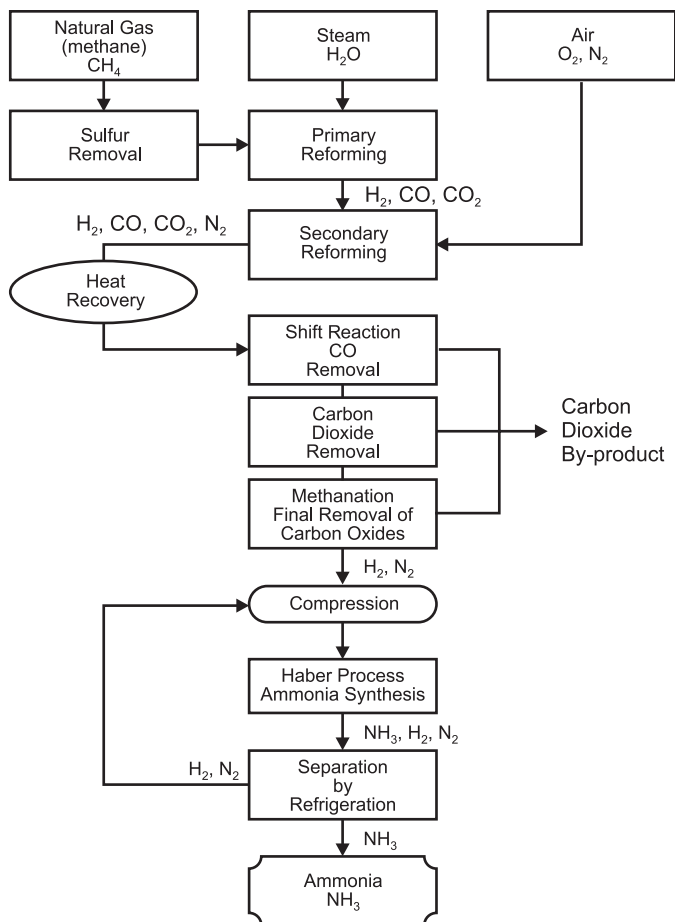 Natural Gas
(methane)
CH₄
Steam
H₂O
Air
O₂, N₂
Sulfur
Removal
Primary
Reforming
H₂, CO, CO₂
H₂, CO, CO₂, N₂
Secondary
Reforming
Heat
Recovery
Shift Reaction
CO
Removal
Carbon
Dioxide
Removal
Carbon
Dioxide
By-product
Methanation
Final Removal of
Carbon Oxides
H₂, N₂
Compression
Haber Process
Ammonia Synthesis
NH₃, H₂, N₂
H₂, N₂
Separation
by
Refrigeration
NH₃
Ammonia
NH₃